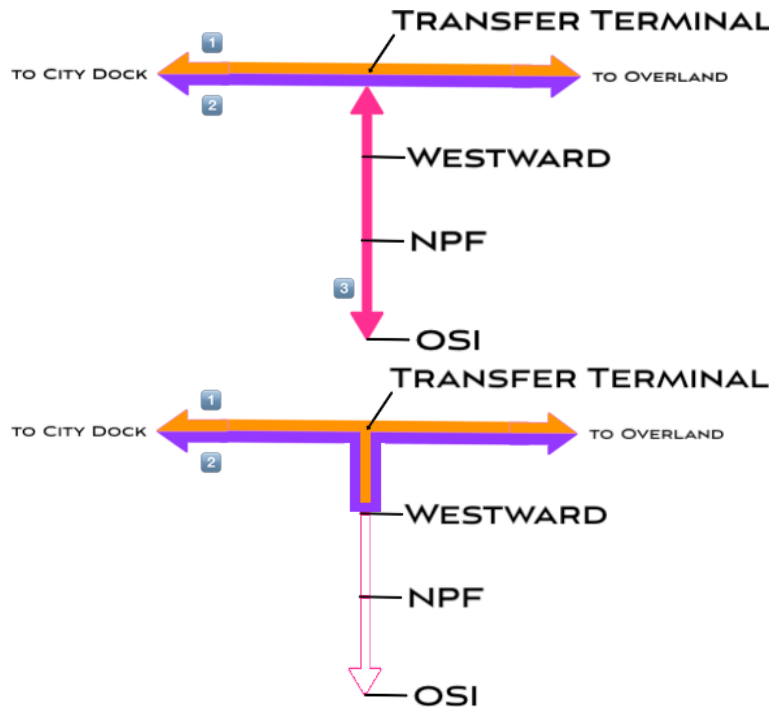 TRANSFER TERMINAL
1
TO CITY DOCK
TO OVERLAND
2
WESTWARD
NPF
3
OSI
TRANSFER TERMINAL
1
TO CITY DOCK
TO OVERLAND
2
WESTWARD
NPF
OSI